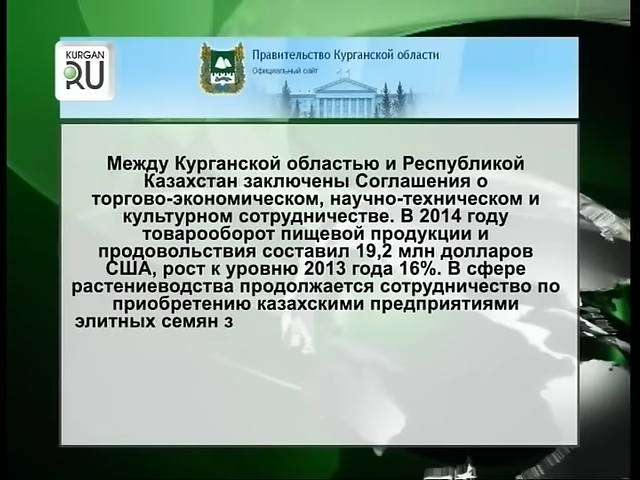 KURGAN
RU
Правительство Курганской области
Официальный сайт
Между Курганской областью и Республикой
Казахстан заключены Соглашения о
торгово-экономическом, научно-техническом и
культурном сотрудничестве. В 2014 году
товарооборот пищевой продукции и
продовольствия составил 19,2 млн долларов
США, рост к уровню 2013 года 16%. В сфере
растениеводства продолжается сотрудничество по
приобретению казахскими предприятиями
элитных семян з